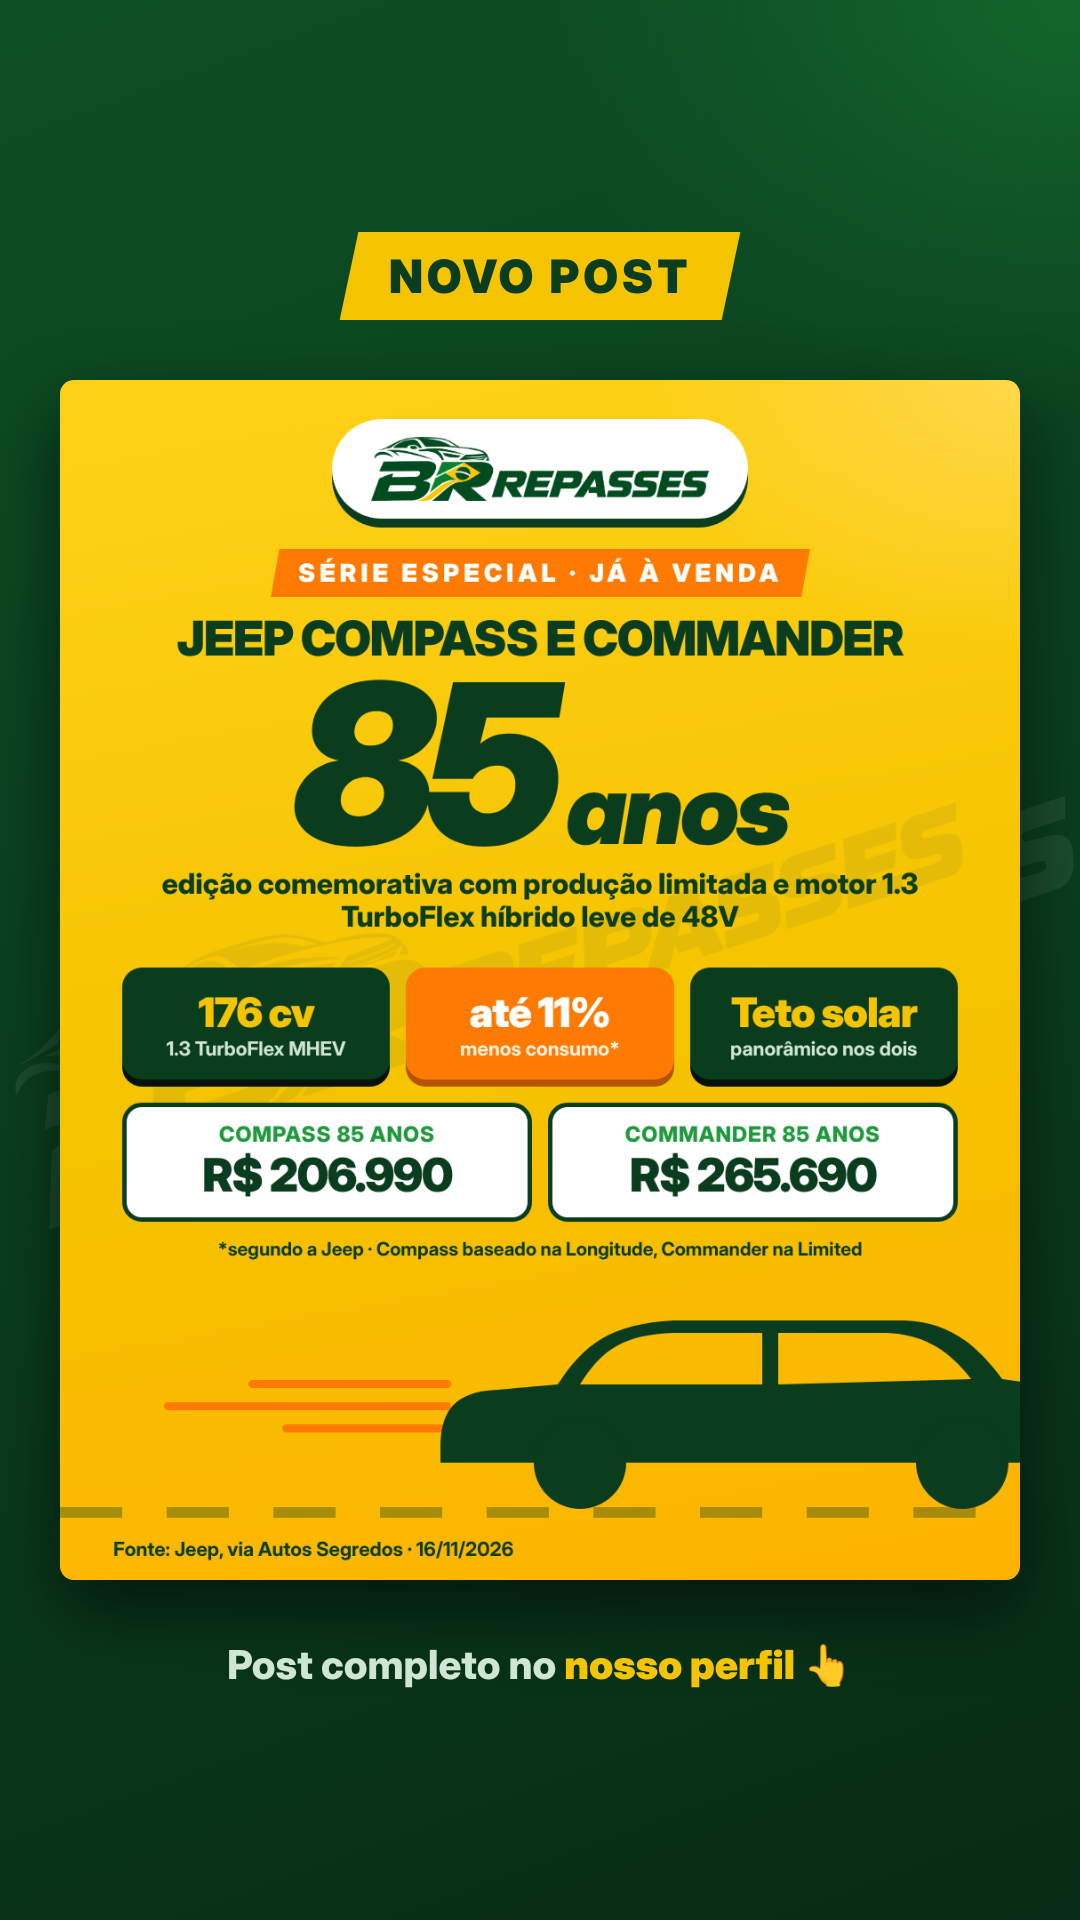 NOVO POST
BR REPASSES
SÉRIE ESPECIAL · JÁ À VENDA
JEEP COMPASS E COMMANDER
85 anos
edição comemorativa com produção limitada e motor 1.3
TurboFlex híbrido leve de 48V
176 cv
1.3 TurboFlex MHEV
até 11%
menos consumo*
Teto solar
panorâmico nos dois
COMPASS 85 ANOS
R$ 206.990
COMMANDER 85 ANOS
R$ 265.690
*segundo a Jeep · Compass baseado na Longitude, Commander na Limited
Fonte: Jeep, via Autos Segredos · 16/11/2026
Post completo no nosso perfil 👆